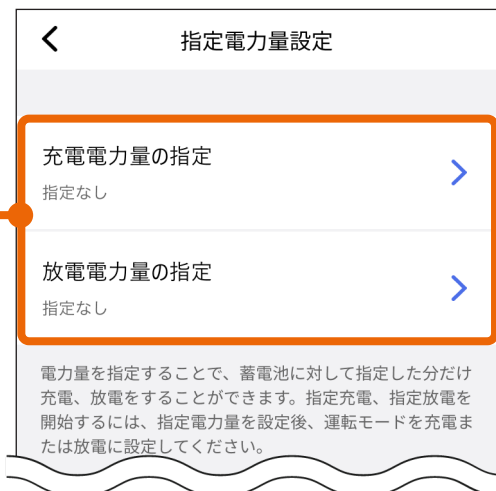 指定電力量設定
充電電力量の指定
指定なし
放電電力量の指定
指定なし
電力量を指定することで、蓄電池に対して指定した分だけ
充電、放電をすることができます。指定充電、指定放電を
開始するには、指定電力量を設定後、運転モードを充電ま
たは放電に設定してください。